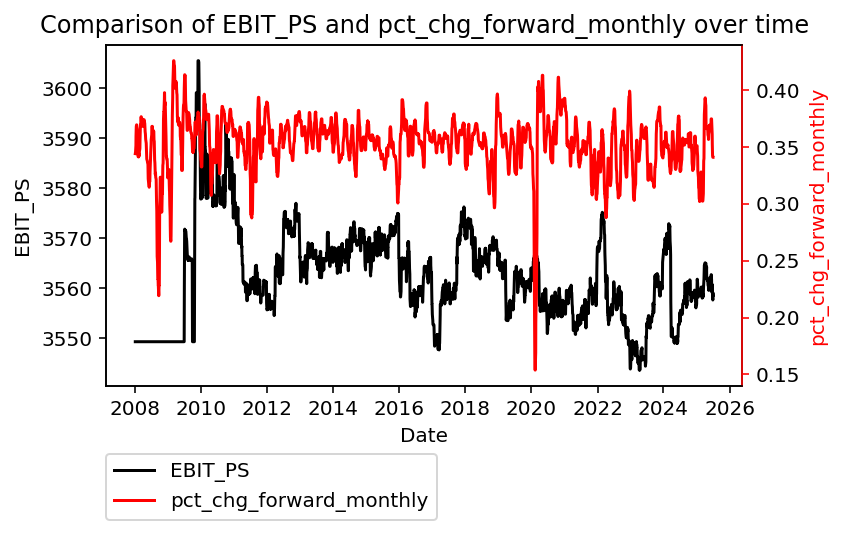 Comparison of EBIT_PS and pct_chg_forward_monthly over time
EBIT_PS
3600
3590
3580
3570
3560
3550
0.40
0.35
0.30
0.25
0.20
0.15
pct_chg_forward_monthly
2008 2010 2012 2014 2016 2018 2020 2022 2024 2026
Date
EBIT_PS
pct_chg_forward_monthly